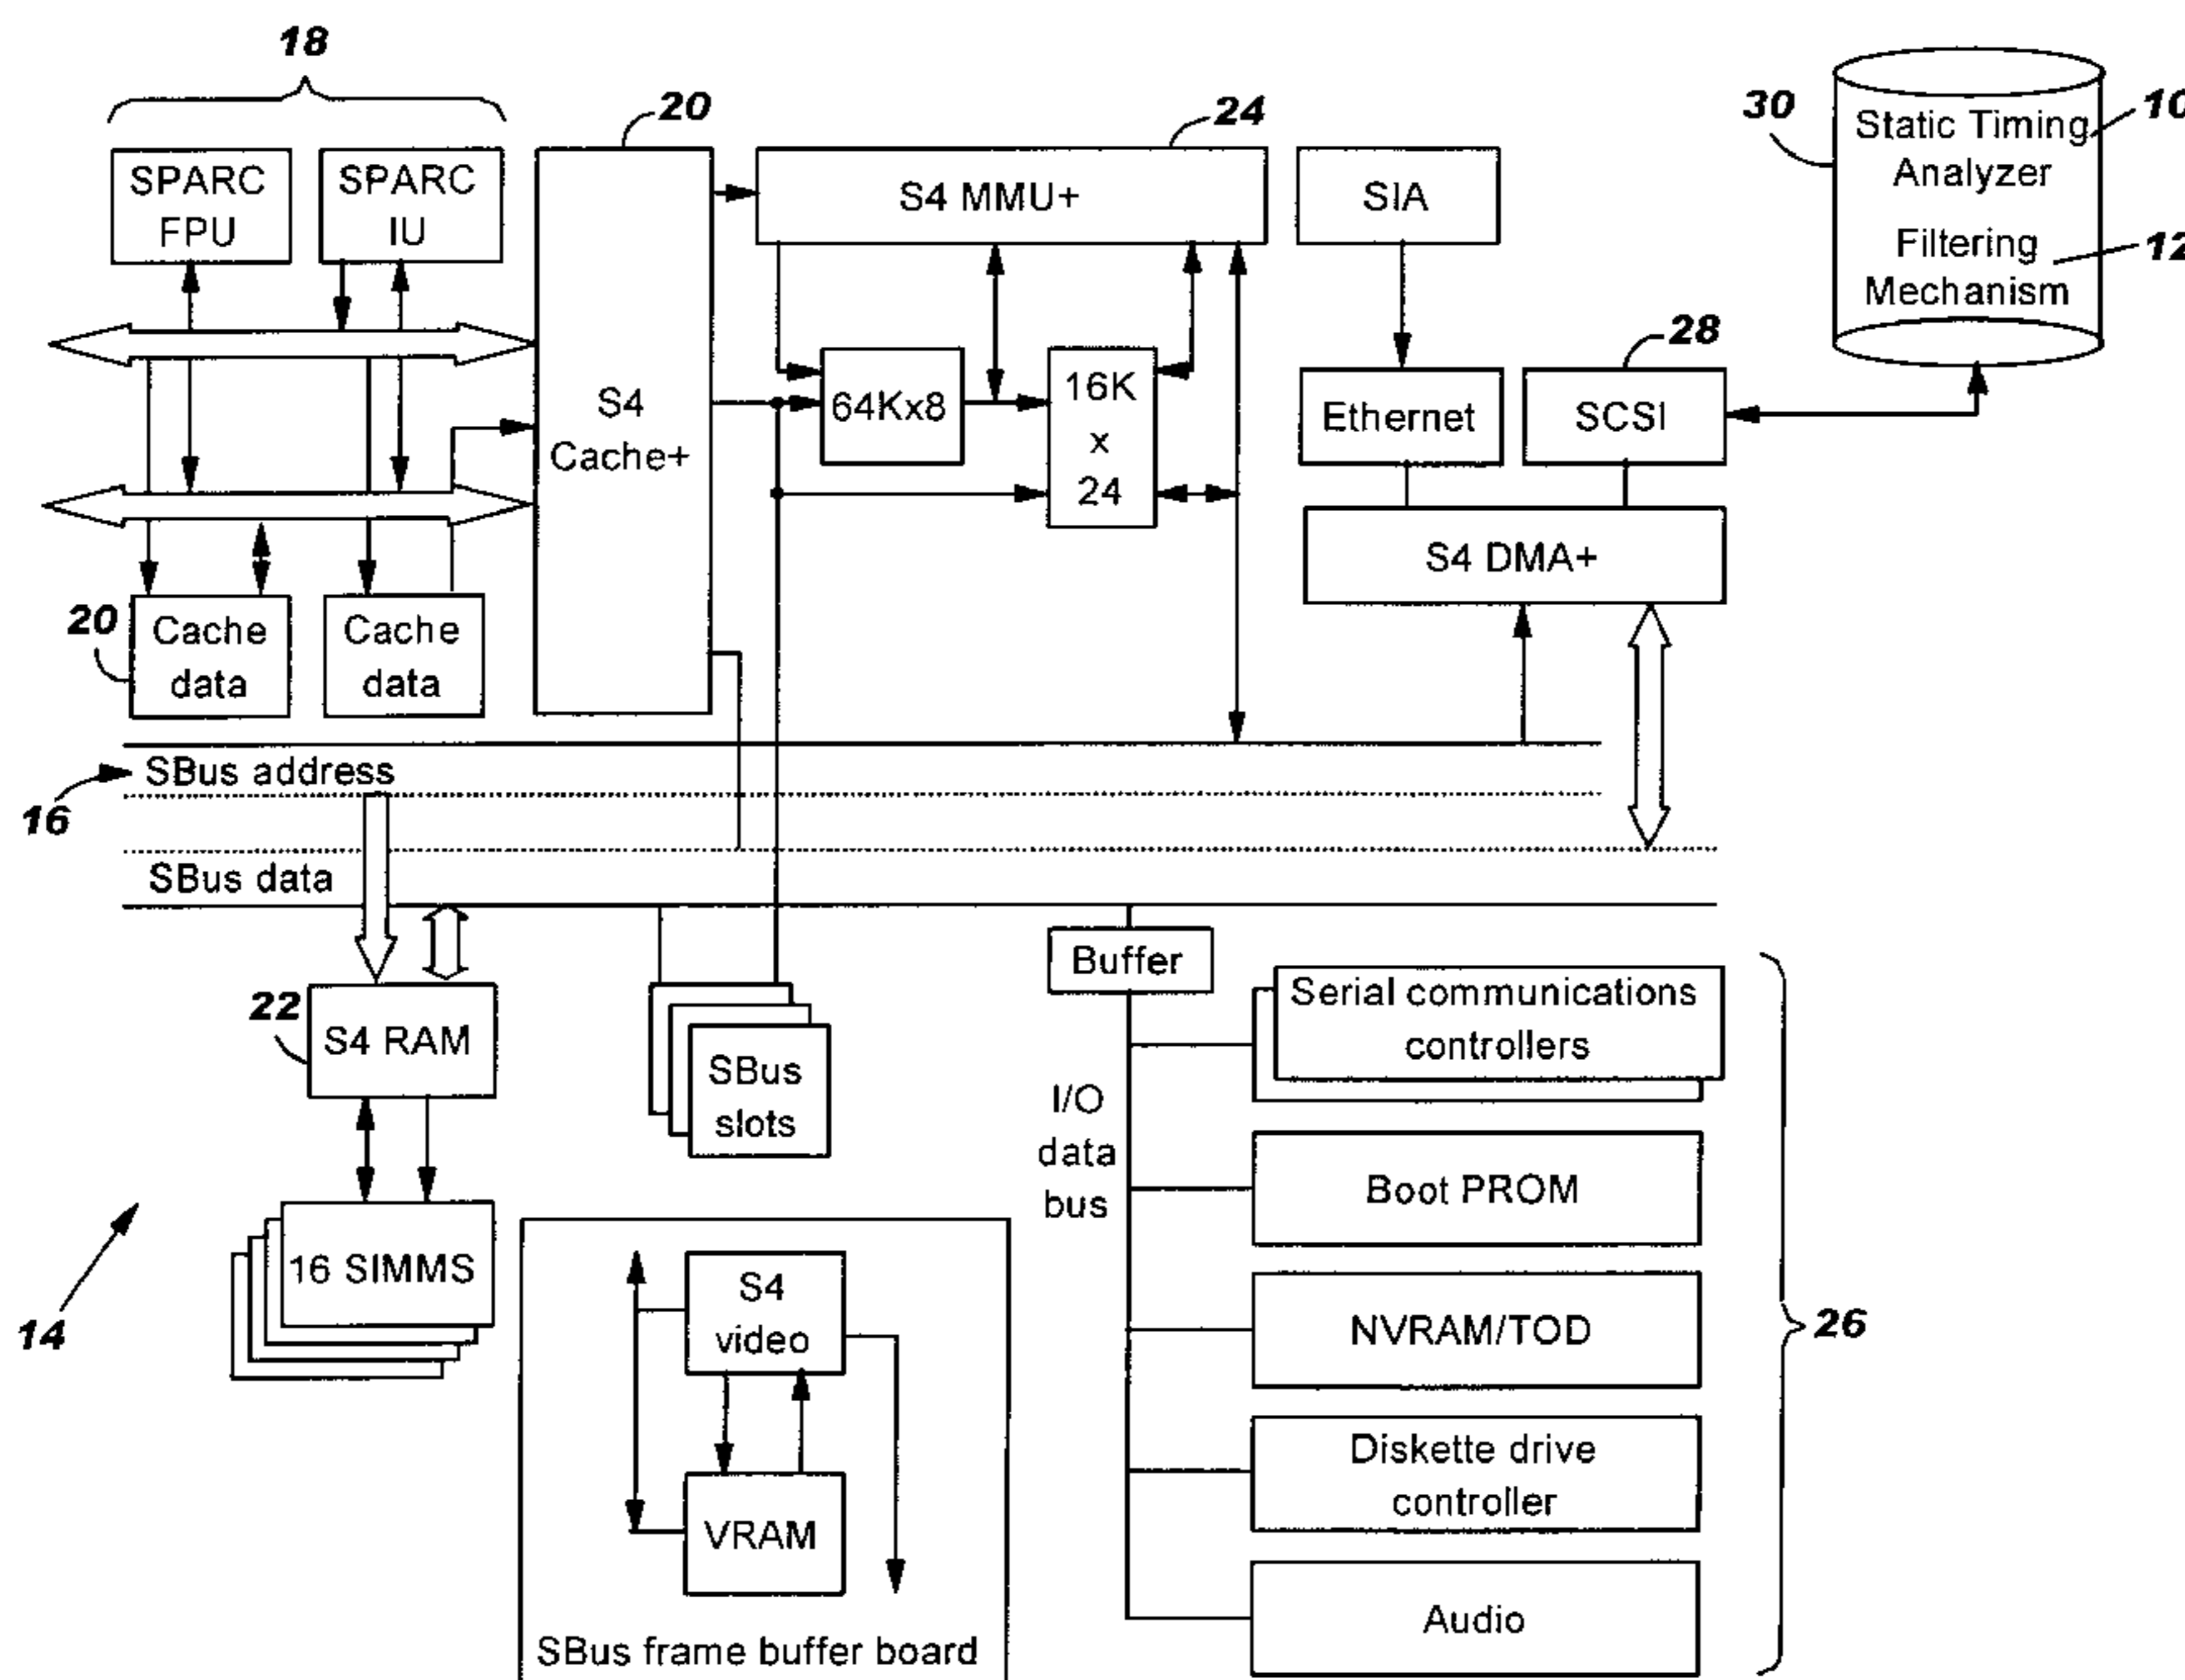 18
20
24
30
10
12
SPARC
FPU
SPARC
IU
S4 MMU+
SIA
Static Timing
Analyzer
Filtering
Mechanism
28
S4
Cache+
64Kx8
16K
x
24
Ethernet
SCSI
S4 DMA+
20
Cache
data
Cache
data
16
SBus address
SBus data
22
S4 RAM
SBus
slots
Buffer
I/O
data
bus
Serial communications
controllers
Boot PROM
NVRAM/TOD
Diskette drive
controller
Audio
26
14
16 SIMMS
S4
video
VRAM
SBus frame buffer board